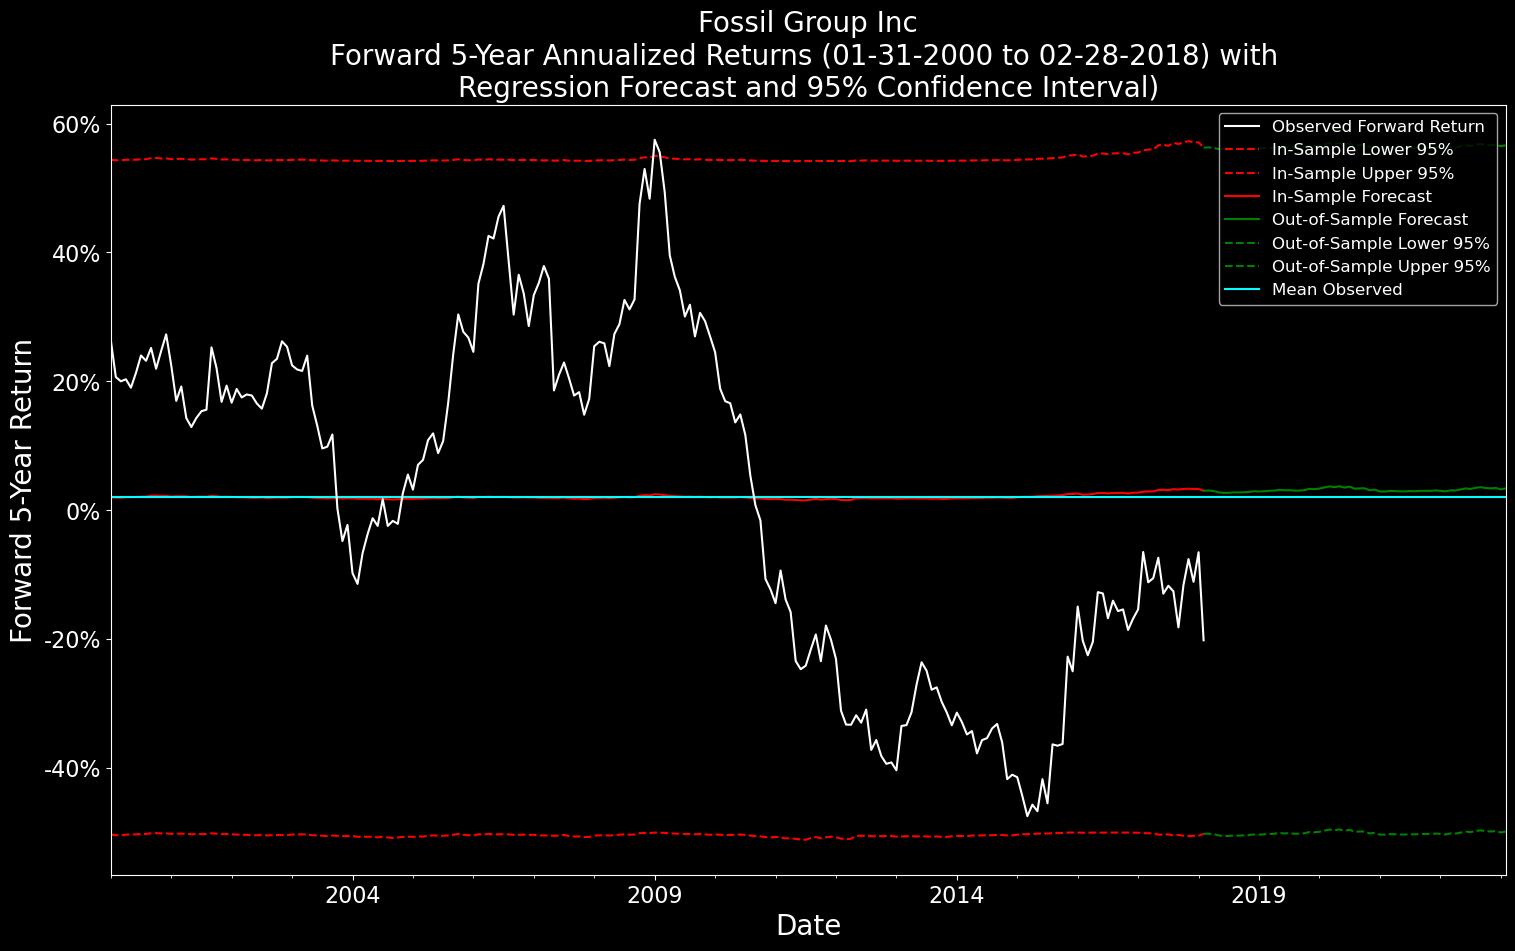 Fossil Group Inc
Forward 5-Year Annualized Returns (01-31-2000 to 02-28-2018) with
Regression Forecast and 95% Confidence Interval)
Forward 5-Year Return
60%
40%
20%
0%
-20%
-40%
Observed Forward Return
In-Sample Lower 95%
In-Sample Upper 95%
In-Sample Forecast
Out-of-Sample Forecast
Out-of-Sample Lower 95%
Out-of-Sample Upper 95%
Mean Observed
2004
2009
2014
2019
Date